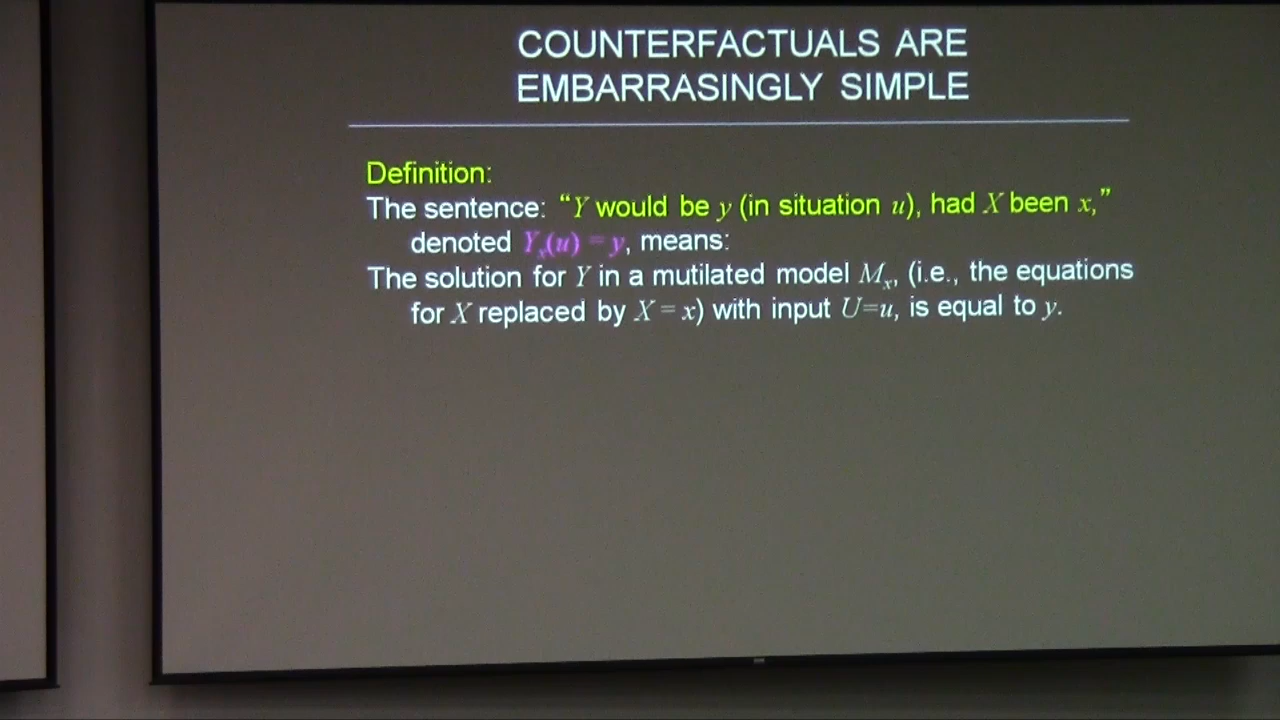 COUNTERFACTUALS ARE
EMBARRASINGLY SIMPLE
Definition:
The sentence: “Y would be y (in situation u), had X been x,”
denoted Yₓ(u) = y, means:
The solution for Y in a mutilated model Mₓ, (i.e., the equations
for X replaced by X = x) with input U=u, is equal to y.